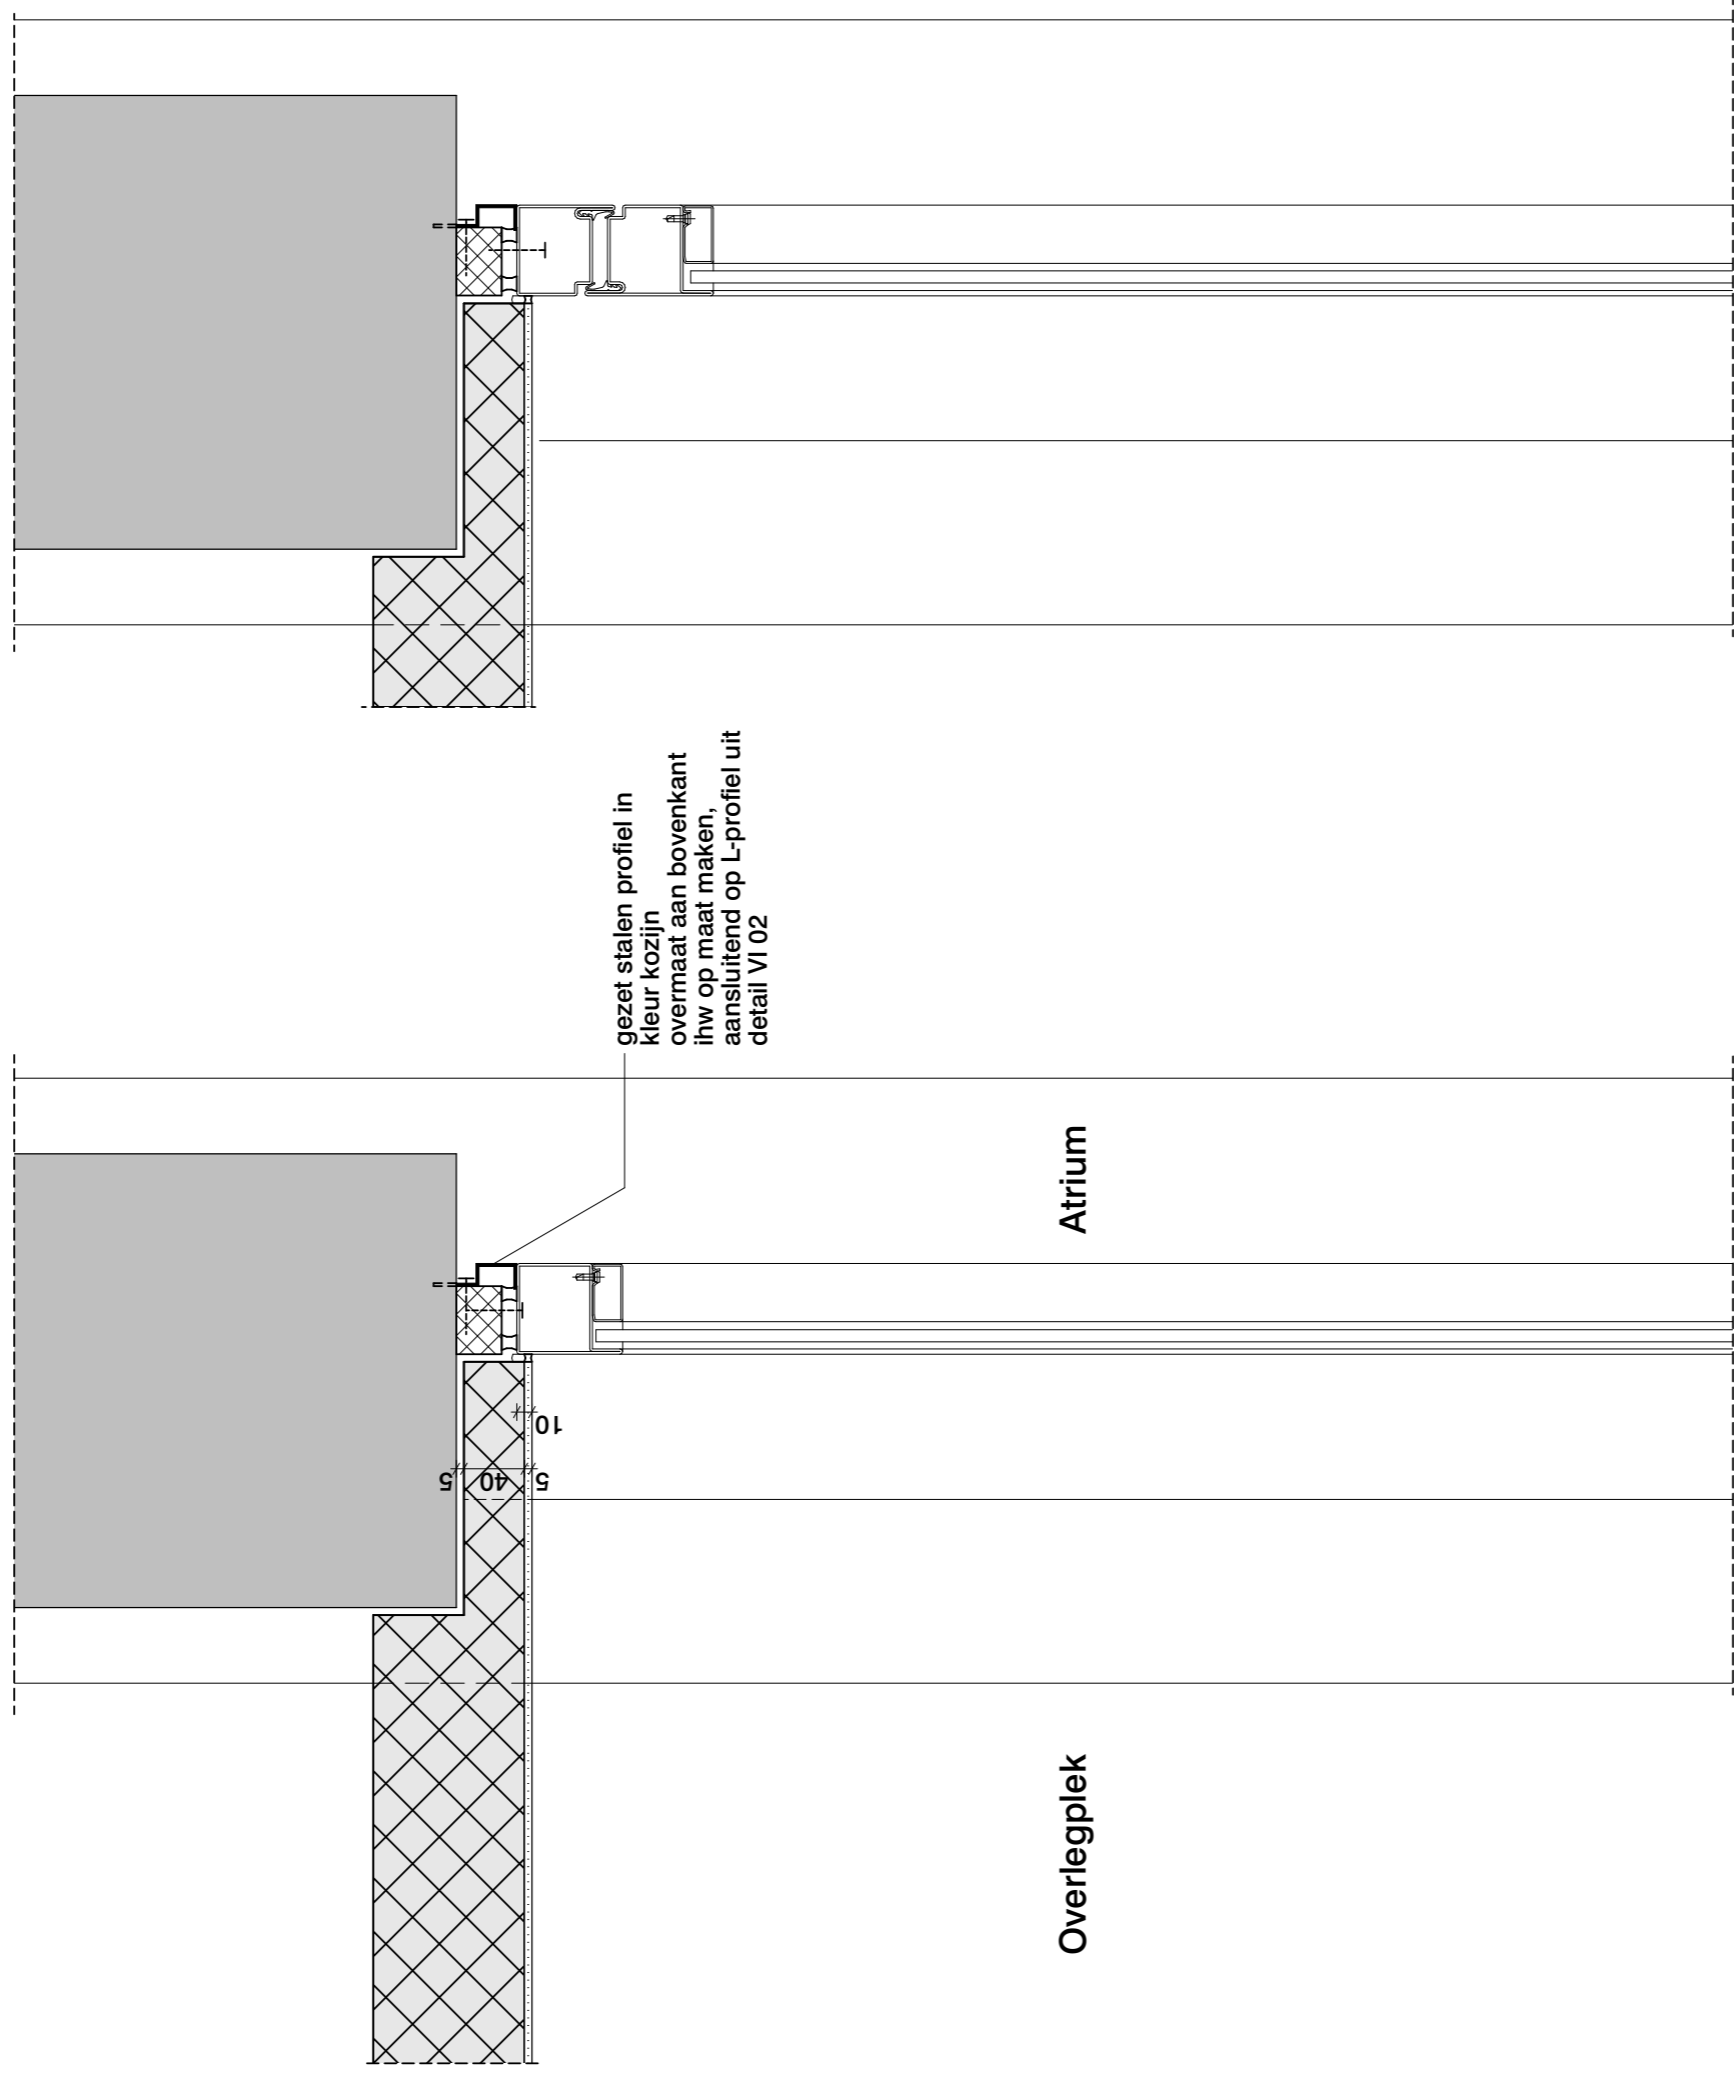 gezet stalen profiel in
kleur kozijn
overmaat aan bovenkant
ihw op maat maken,
aansluitend op L-profiel uit
detail VI 02
Atrium
10
5
40
5
Overlegplek